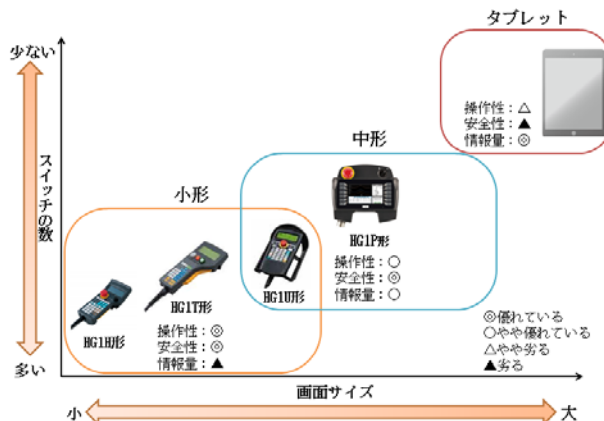 タブレット
少ない
操作性：△
安全性：▲
情報量：◎
中形
スイッチの数
小形
HG1P形
操作性：○
安全性：◎
情報量：○
HG1T形
HG1U形
HG1H形
操作性：◎
安全性：◎
情報量：▲
◎優れている
○やや優れている
△やや劣る
▲劣る
多い
画面サイズ
小
大